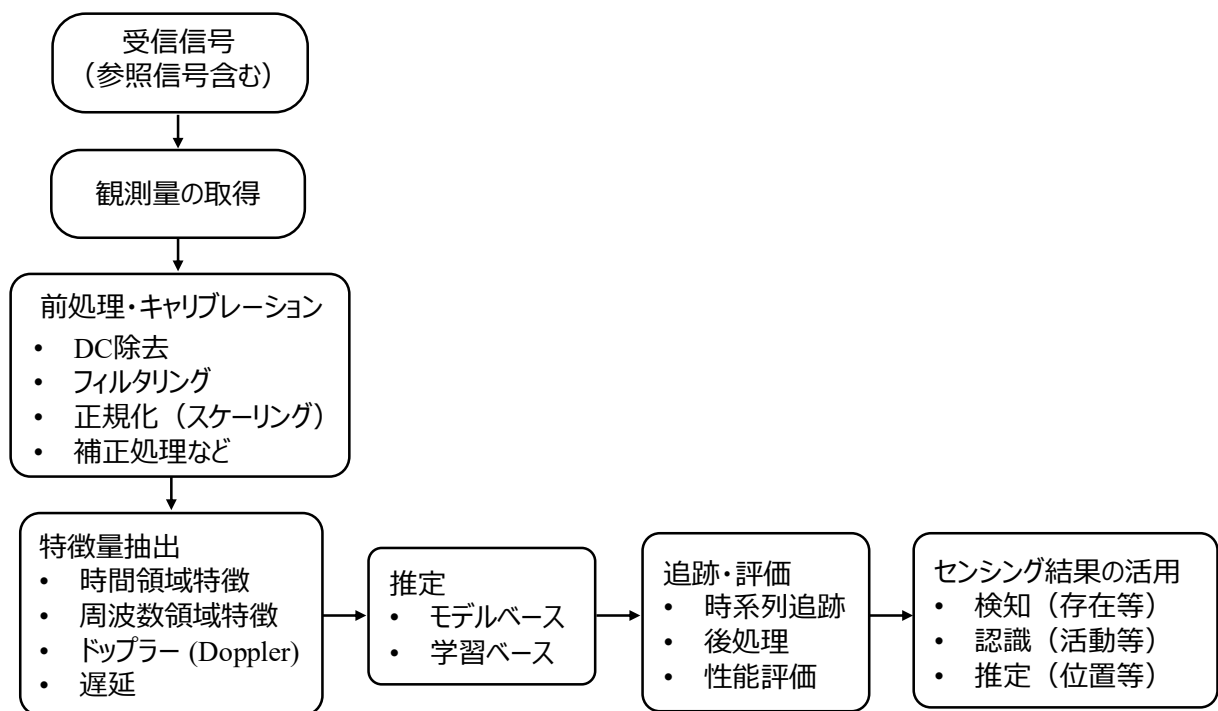 受信信号
（参照信号含む）
観測量の取得
前処理・キャリブレーション
• DC除去
• フィルタリング
• 正規化（スケーリング）
• 補正処理など
特徴量抽出
• 時間領域特徴
• 周波数領域特徴
• ドップラー (Doppler)
• 遅延
推定
• モデルベース
• 学習ベース
追跡・評価
• 時系列追跡
• 後処理
• 性能評価
センシング結果の活用
• 検知（存在等）
• 認識（活動等）
• 推定（位置等）